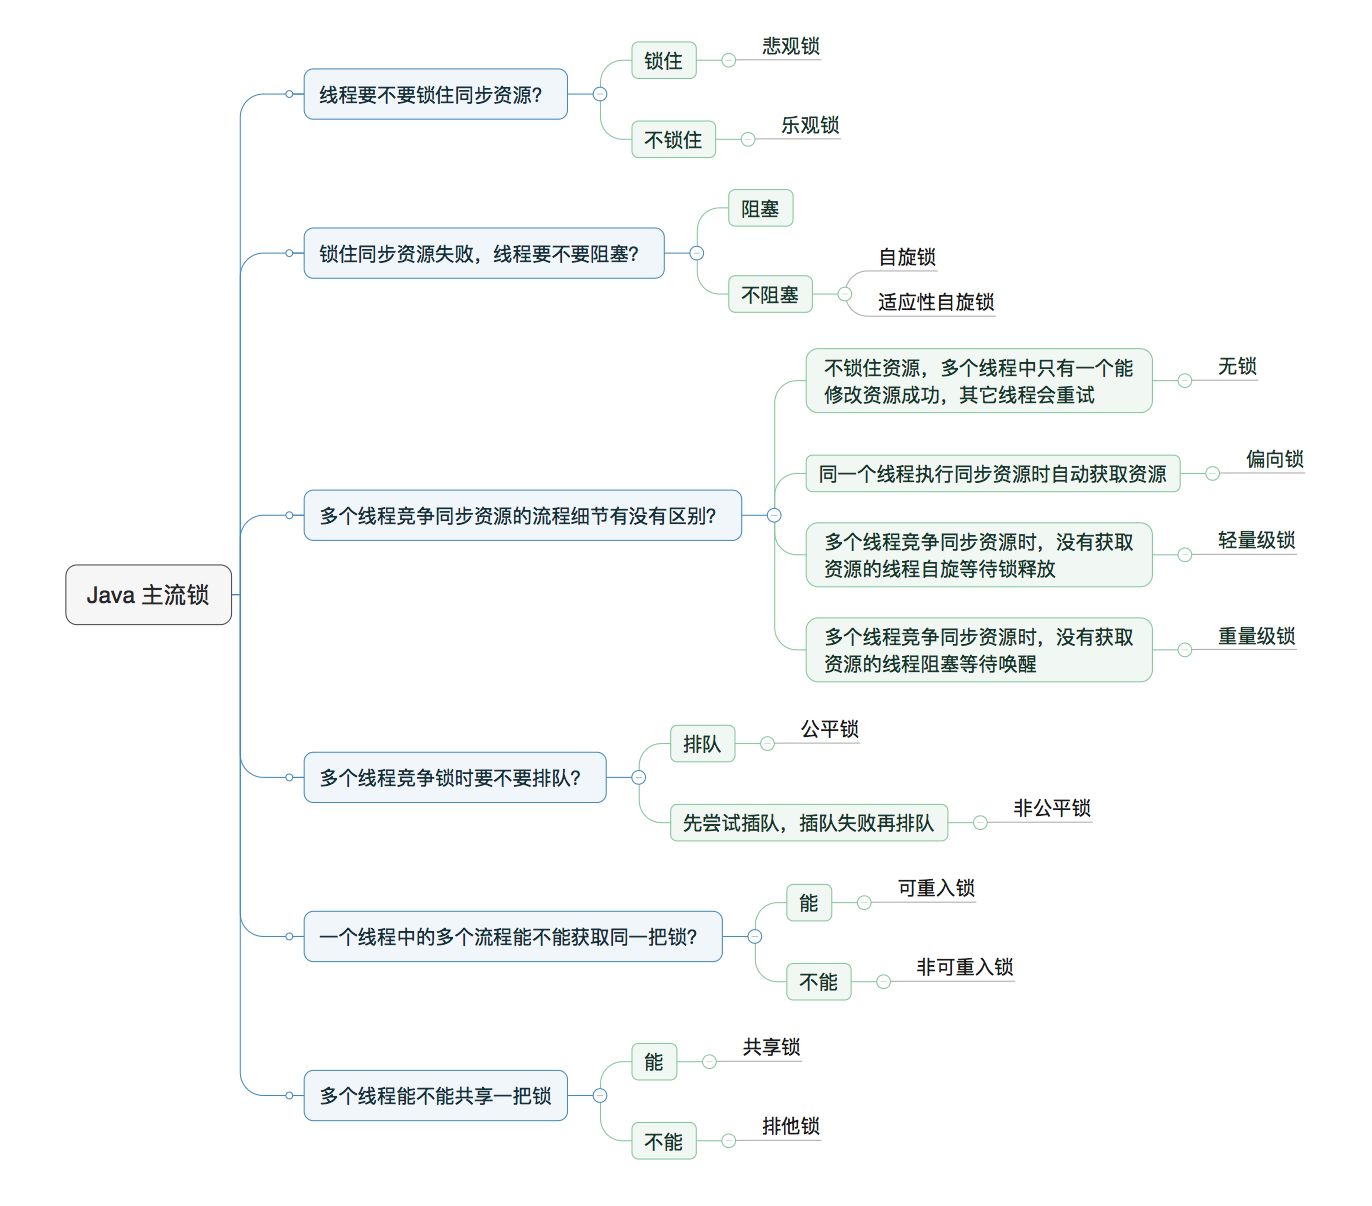 Java 主流锁
线程要不要锁住同步资源？
锁住
悲观锁
不锁住
乐观锁
锁住同步资源失败，线程要不要阻塞？
阻塞
不阻塞
自旋锁
适应性自旋锁
多个线程竞争同步资源的流程细节有没有区别？
不锁住资源，多个线程中只有一个能
修改资源成功，其它线程会重试
无锁
同一个线程执行同步资源时自动获取资源
偏向锁
多个线程竞争同步资源时，没有获取
资源的线程自旋等待锁释放
轻量级锁
多个线程竞争同步资源时，没有获取
资源的线程阻塞等待唤醒
重量级锁
多个线程竞争锁时要不要排队？
排队
公平锁
先尝试插队，插队失败再排队
非公平锁
一个线程中的多个流程能不能获取同一把锁？
能
可重入锁
不能
非可重入锁
多个线程能不能共享一把锁
能
共享锁
不能
排他锁